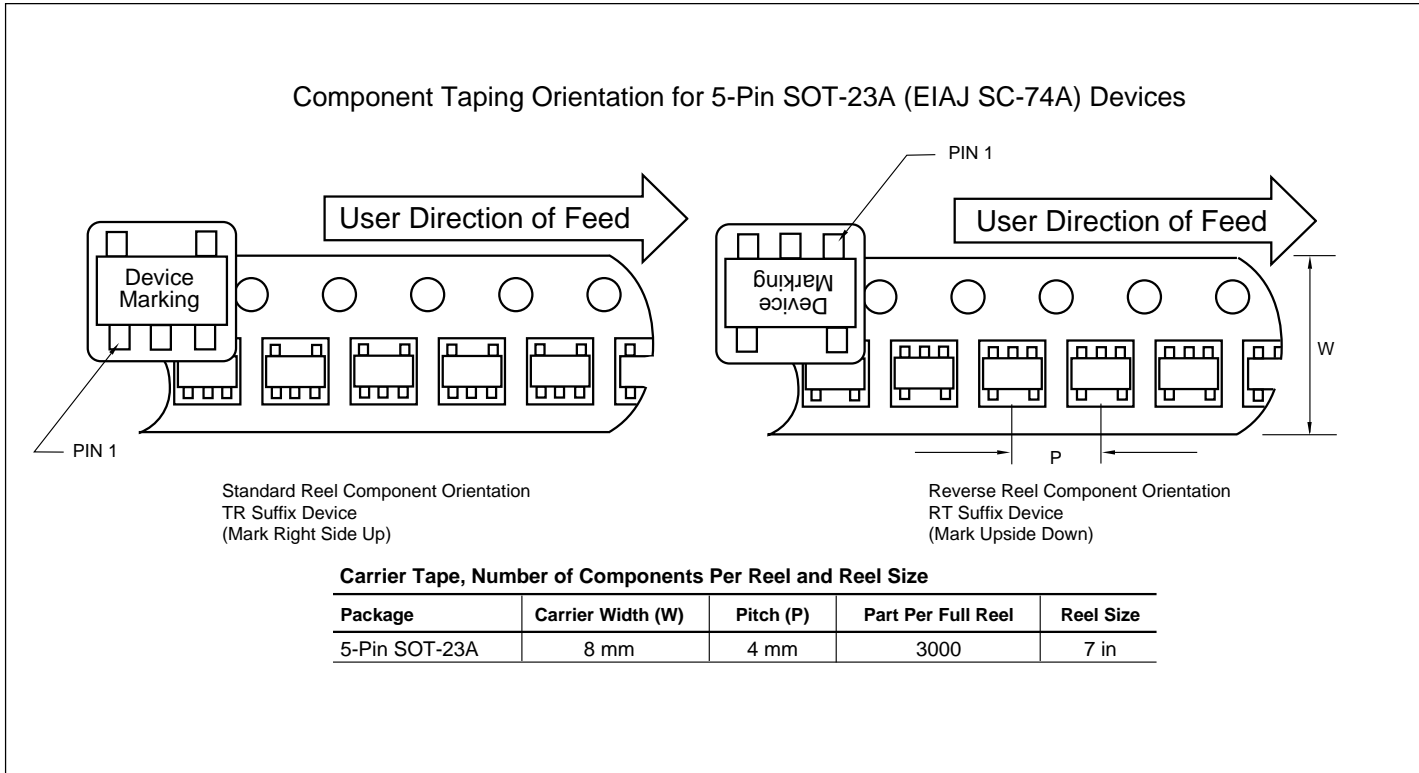 Component Taping Orientation for 5-Pin SOT-23A (EIAJ SC-74A) Devices
PIN 1
User Direction of Feed
User Direction of Feed
Device
Marking
Device
Marking
W
PIN 1
P
Standard Reel Component Orientation
TR Suffix Device
(Mark Right Side Up)
Reverse Reel Component Orientation
RT Suffix Device
(Mark Upside Down)
Carrier Tape, Number of Components Per Reel and Reel Size
Package Carrier Width (W) Pitch (P) Part Per Full Reel Reel Size
5-Pin SOT-23A 8 mm 4 mm 3000 7 in